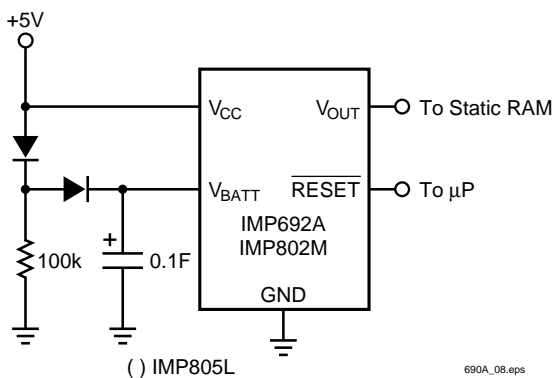 +5V
VCC
VOUT
To Static RAM
VBATT
RESET
To µP
IMP692A
IMP802M
100k
+
0.1F
GND
( ) IMP805L
690A_08.eps